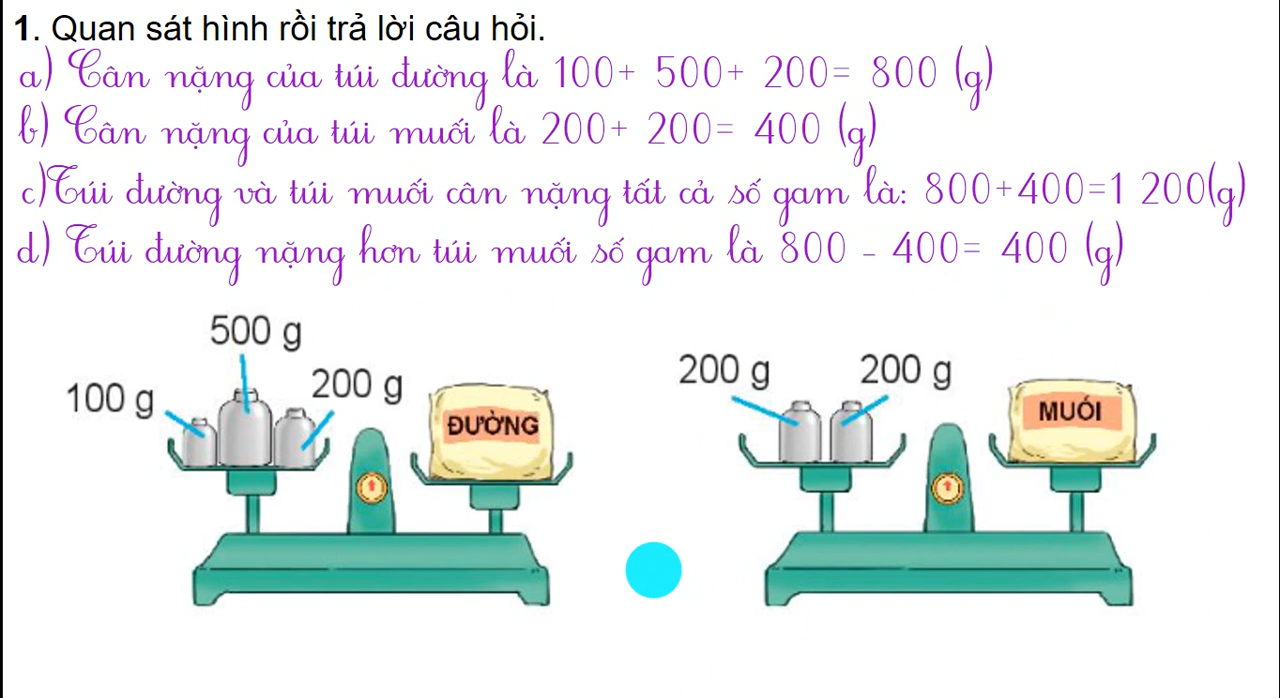 1. Quan sát hình rồi trả lời câu hỏi.
a) Cân nặng của túi đường là 100+ 500+ 200= 800 (g)
b) Cân nặng của túi muối là 200+ 200= 400 (g)
c)Túi đường và túi muối cân nặng tất cả số gam là: 800+400=1 200(g)
d) Túi đường nặng hơn túi muối số gam là 800 - 400= 400 (g)
500 g
100 g
200 g
ĐƯỜNG
200 g
200 g
MUÓI